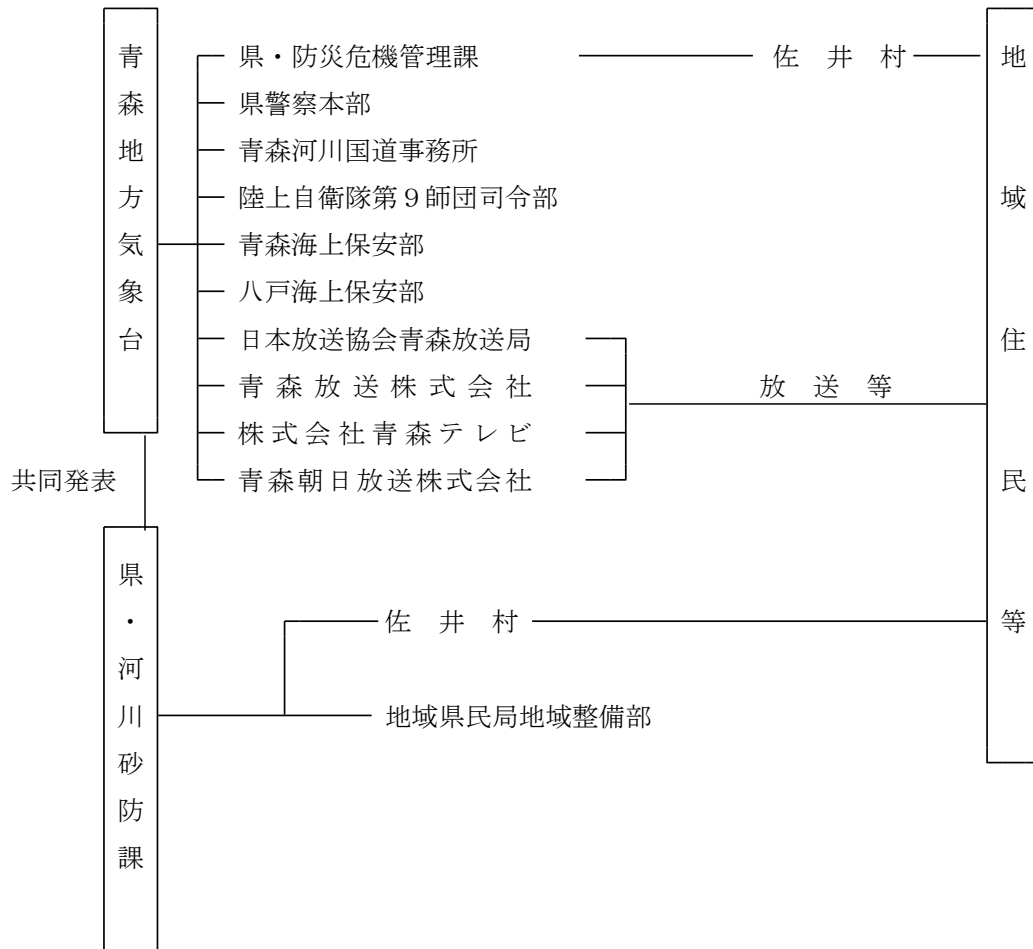 青森地方気象台
県・防災危機管理課
佐井村
地域住民等
県警察本部
青森河川国道事務所
陸上自衛隊第９師団司令部
青森海上保安部
八戸海上保安部
日本放送協会青森放送局
青森放送株式会社
放送等
株式会社青森テレビ
青森朝日放送株式会社
共同発表
県・河川砂防課
佐井村
地域県民局地域整備部